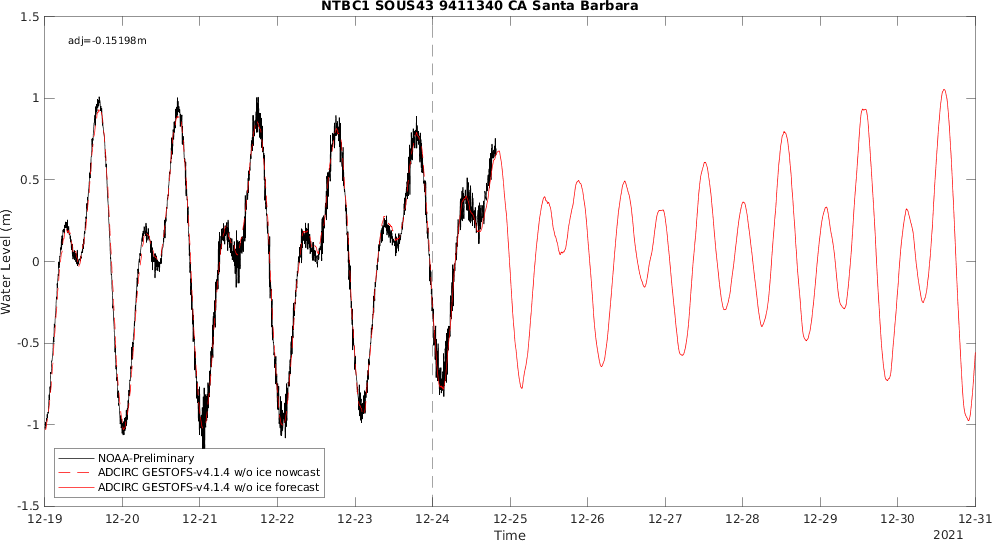 NTBC1 SOUS43 9411340 CA Santa Barbara
adj=-0.15198m
1.5
1
0.5
0
-0.5
-1
-1.5
Water Level (m)
NOAA-Preliminary
ADCIRC GESTOFS-v4.1.4 w/o ice nowcast
ADCIRC GESTOFS-v4.1.4 w/o ice forecast
12-19 12-20 12-21 12-22 12-23 12-24 12-25 12-26 12-27 12-28 12-29 12-30 12-31
Time
2021